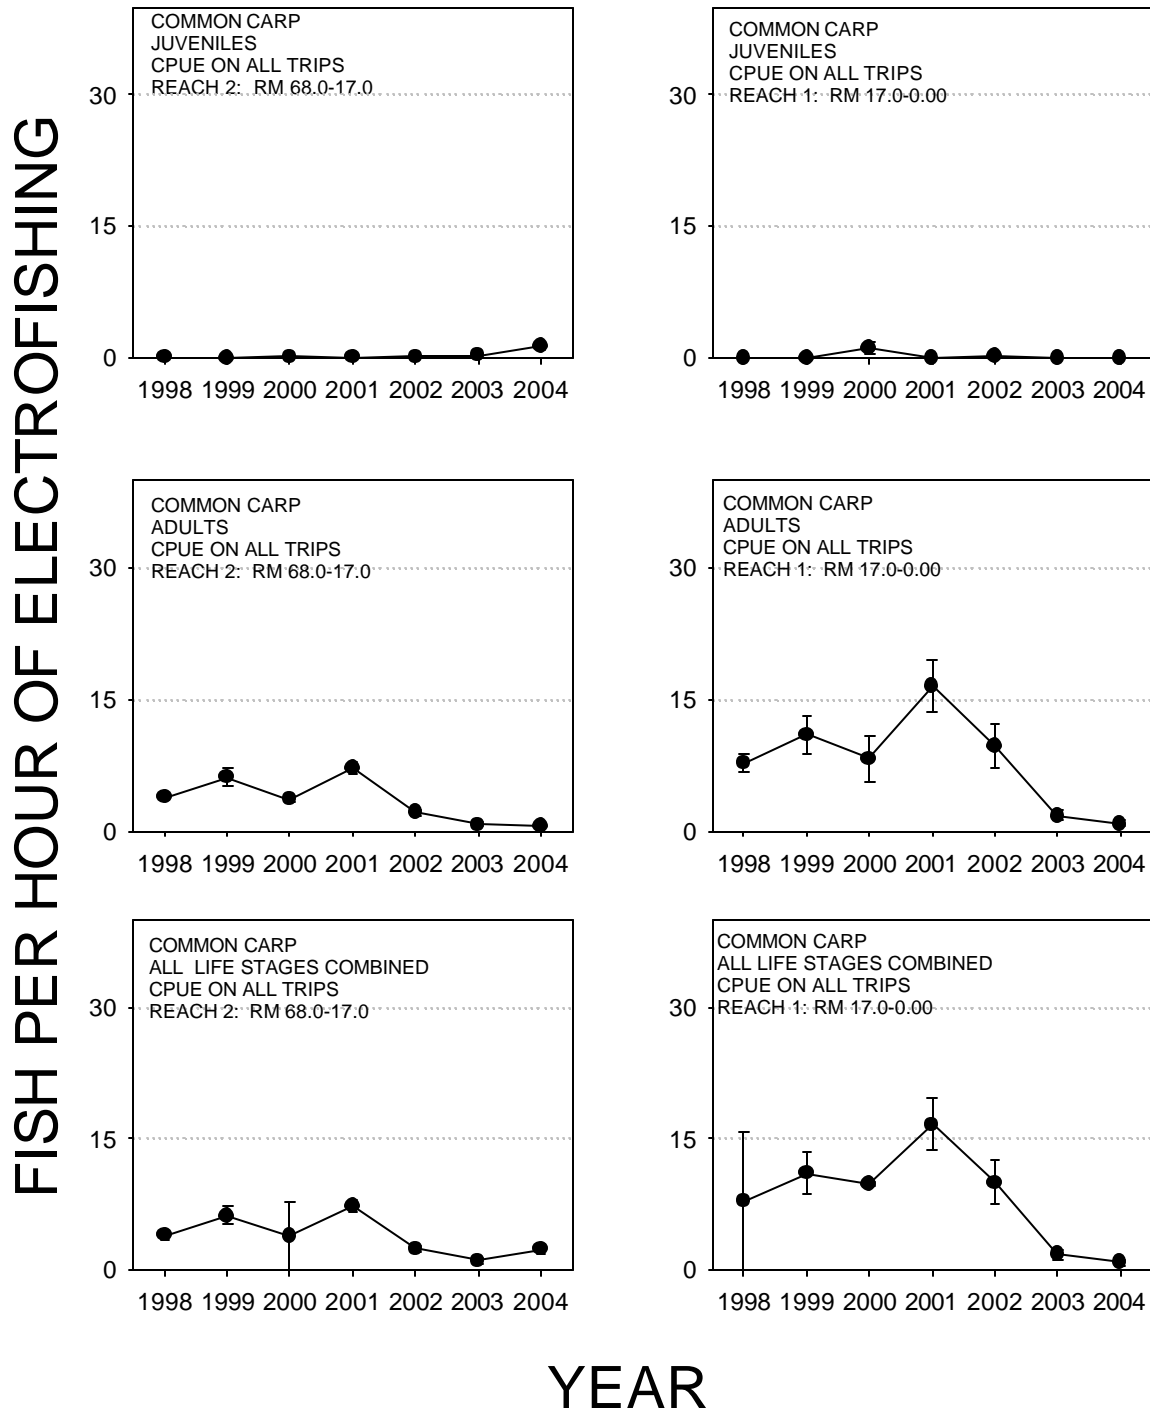 FISH PER HOUR OF ELECTROFISHING
COMMON CARP
JUVENILES
CPUE ON ALL TRIPS
REACH 2:  RM 68.0-17.0
30
15
0
1998 1999 2000 2001 2002 2003 2004
COMMON CARP
JUVENILES
CPUE ON ALL TRIPS
REACH 1:  RM 17.0-0.00
30
15
0
1998 1999 2000 2001 2002 2003 2004
COMMON CARP
ADULTS
CPUE ON ALL TRIPS
REACH 2:  RM 68.0-17.0
30
15
0
1998 1999 2000 2001 2002 2003 2004
COMMON CARP
ADULTS
CPUE ON ALL TRIPS
REACH 1:  RM 17.0-0.00
30
15
0
1998 1999 2000 2001 2002 2003 2004
COMMON CARP
ALL  LIFE STAGES COMBINED
CPUE ON ALL TRIPS
REACH 2:  RM 68.0-17.0
30
15
0
1998 1999 2000 2001 2002 2003 2004
COMMON CARP
ALL LIFE STAGES COMBINED
CPUE ON ALL TRIPS
REACH 1: RM 17.0-0.00
30
15
0
1998 1999 2000 2001 2002 2003 2004
YEAR